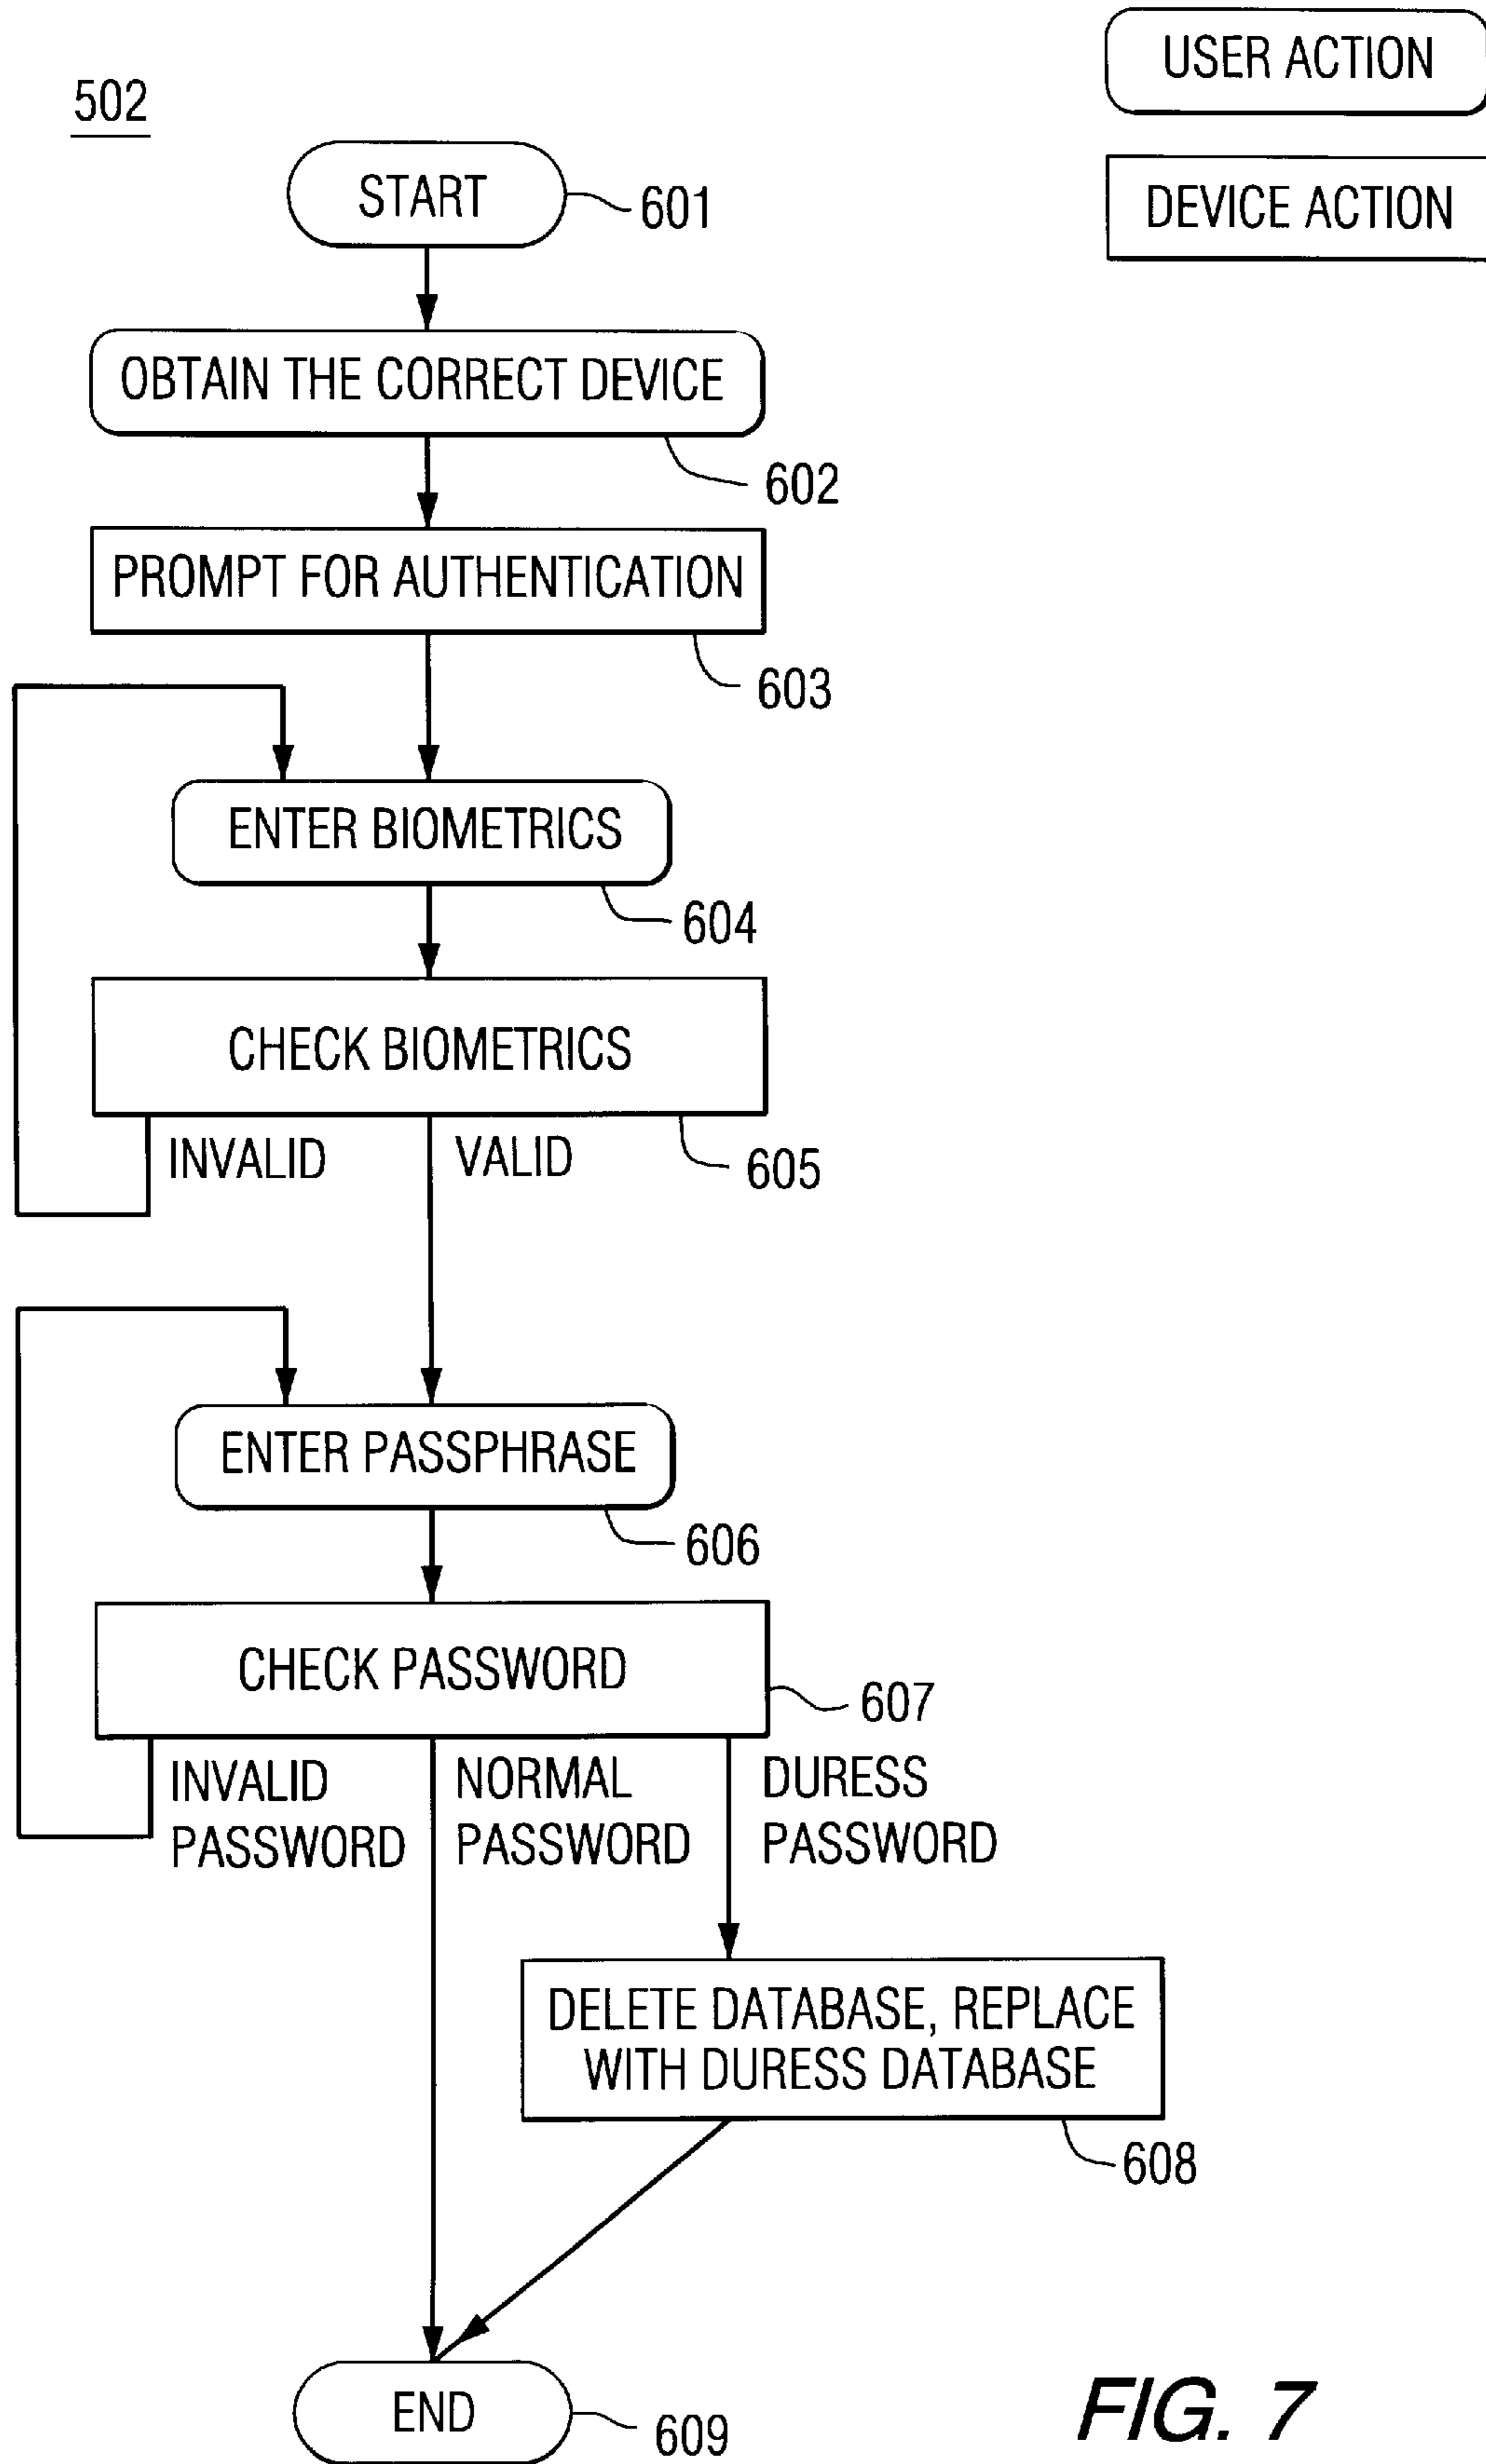 USER ACTION
502
DEVICE ACTION
START
601
OBTAIN THE CORRECT DEVICE
602
PROMPT FOR AUTHENTICATION
603
ENTER BIOMETRICS
604
CHECK BIOMETRICS
INVALID
VALID
605
ENTER PASSPHRASE
606
CHECK PASSWORD
607
INVALID
PASSWORD
NORMAL
PASSWORD
DURESS
PASSWORD
DELETE DATABASE, REPLACE
WITH DURESS DATABASE
608
END
609
FIG. 7